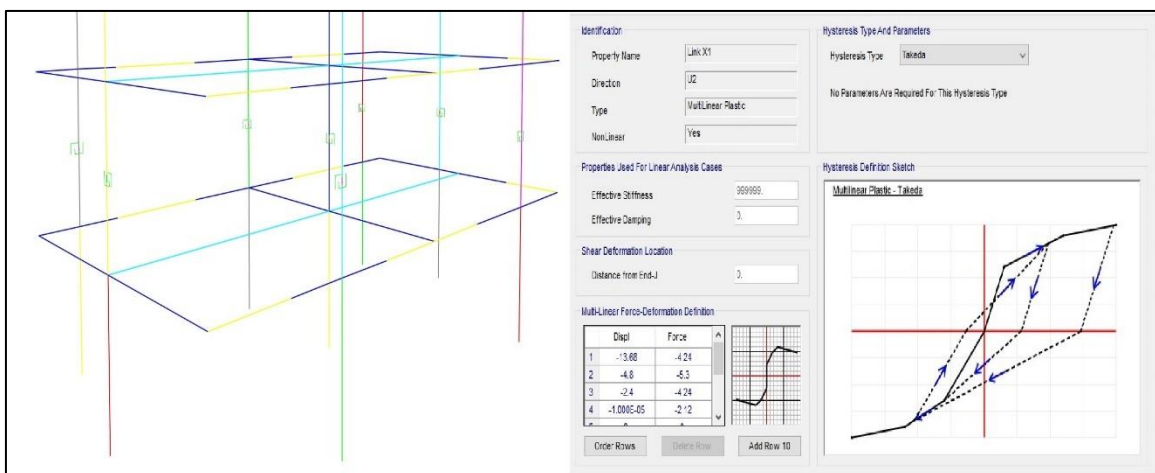 Identification
Property Name Link X1
Direction U2
Type MultiLinear Plastic
NonLinear Yes
Properties Used For Linear Analysis Cases
Effective Stiffness 999999.
Effective Damping 0.
Shear Deformation Location
Distance from End-J 0.
Multi-Linear Force-Deformation Definition
Displ Force
1 -13.68 -4.24
2 -4.8 -5.3
3 -2.4 -4.24
4 -1.000E-05 -2.12
Order Rows Delete Row Add Row 10
Hysteresis Type And Parameters
Hysteresis Type Takeda
No Parameters Are Required For This Hysteresis Type
Hysteresis Definition Sketch
Multilinear Plastic - Takeda